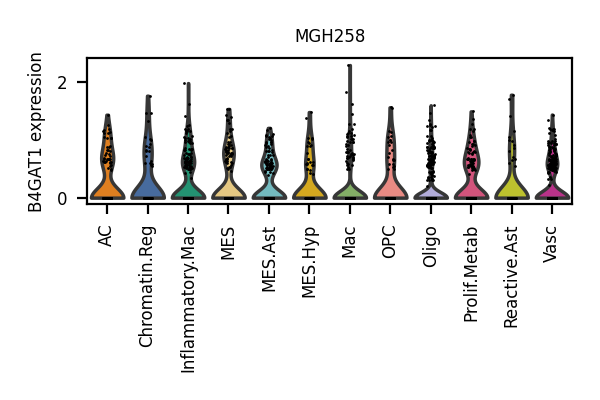 MGH258
B4GAT1 expression
2
0
AC
Chromatin.Reg
Inflammatory.Mac
MES
MES.Ast
MES.Hyp
Mac
OPC
Oligo
Prolif.Metab
Reactive.Ast
Vasc